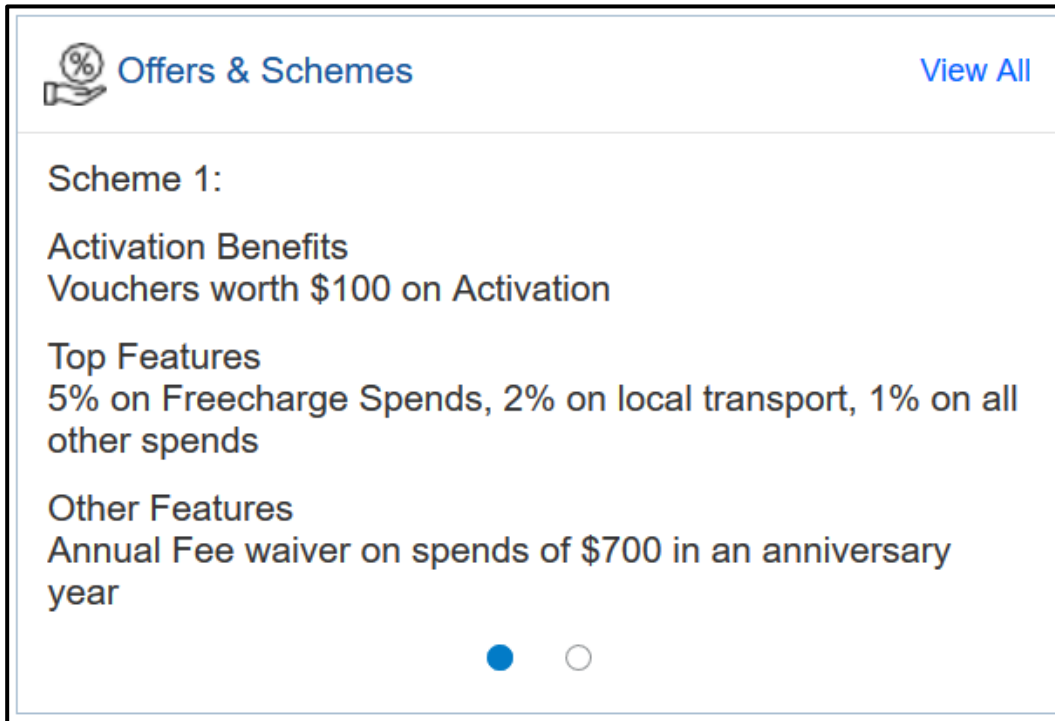 %
Offers & Schemes
View All
Scheme 1:
Activation Benefits
Vouchers worth $100 on Activation
Top Features
5% on Freecharge Spends, 2% on local transport, 1% on all
other spends
Other Features
Annual Fee waiver on spends of $700 in an anniversary
year